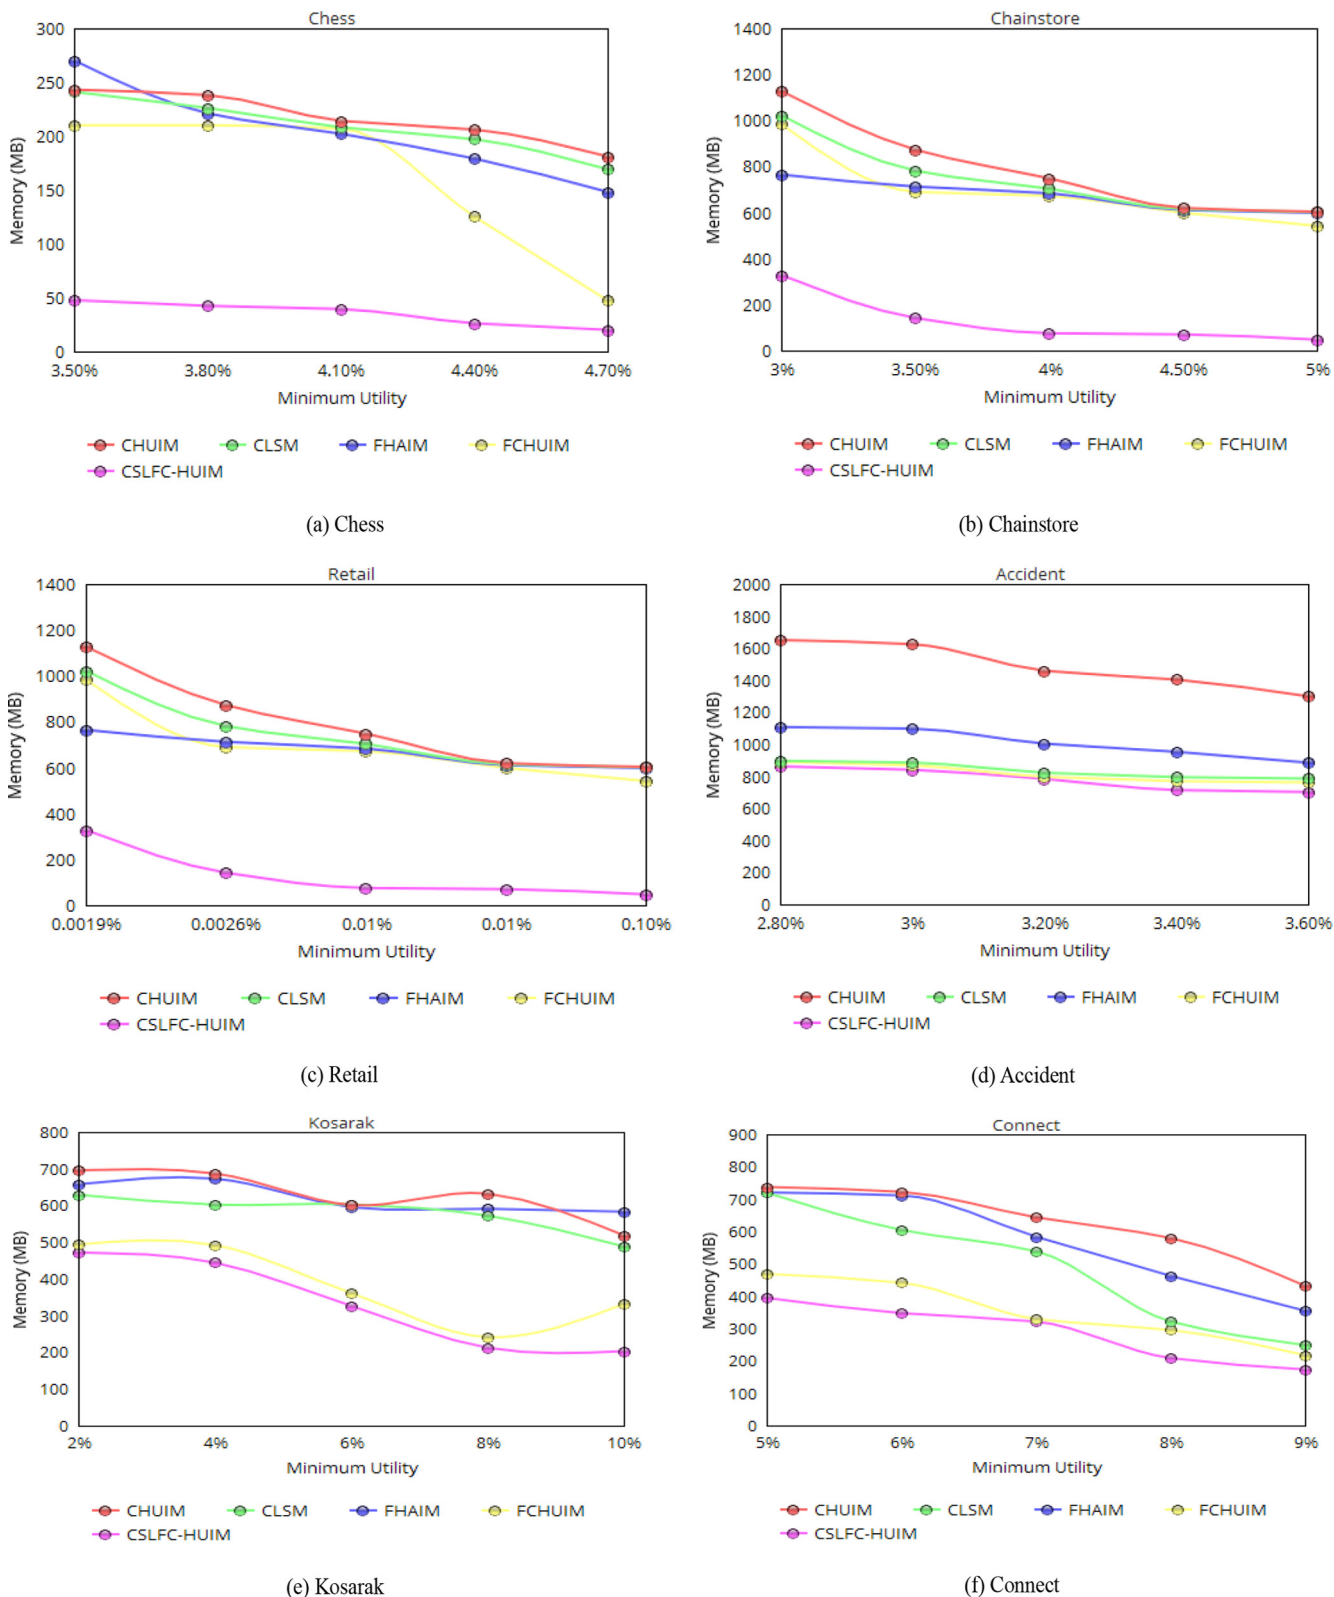 Chess
300
250
200
150
100
50
0
Memory (MB)
3.50% 3.80% 4.10% 4.40% 4.70%
Minimum Utility
CHUIM CLSM FHAIM FCHUIM
CSLFC-HUIM
(a) Chess
Chainstore
1400
1200
1000
800
600
400
200
0
Memory (MB)
3% 3.50% 4% 4.50% 5%
Minimum Utility
CHUIM CLSM FHAIM FCHUIM
CSLFC-HUIM
(b) Chainstore
Retail
1400
1200
1000
800
600
400
200
0
Memory (MB)
0.0019% 0.0026% 0.01% 0.01% 0.10%
Minimum Utility
CHUIM CLSM FHAIM FCHUIM
CSLFC-HUIM
(c) Retail
Accident
2000
1800
1600
1400
1200
1000
800
600
400
200
0
Memory (MB)
2.80% 3% 3.20% 3.40% 3.60%
Minimum Utility
CHUIM CLSM FHAIM FCHUIM
CSLFC-HUIM
(d) Accident
Kosarak
800
700
600
500
400
300
200
100
0
Memory (MB)
2% 4% 6% 8% 10%
Minimum Utility
CHUIM CLSM FHAIM FCHUIM
CSLFC-HUIM
(e) Kosarak
Connect
900
800
700
600
500
400
300
200
100
0
Memory (MB)
5% 6% 7% 8% 9%
Minimum Utility
CHUIM CLSM FHAIM FCHUIM
CSLFC-HUIM
(f) Connect